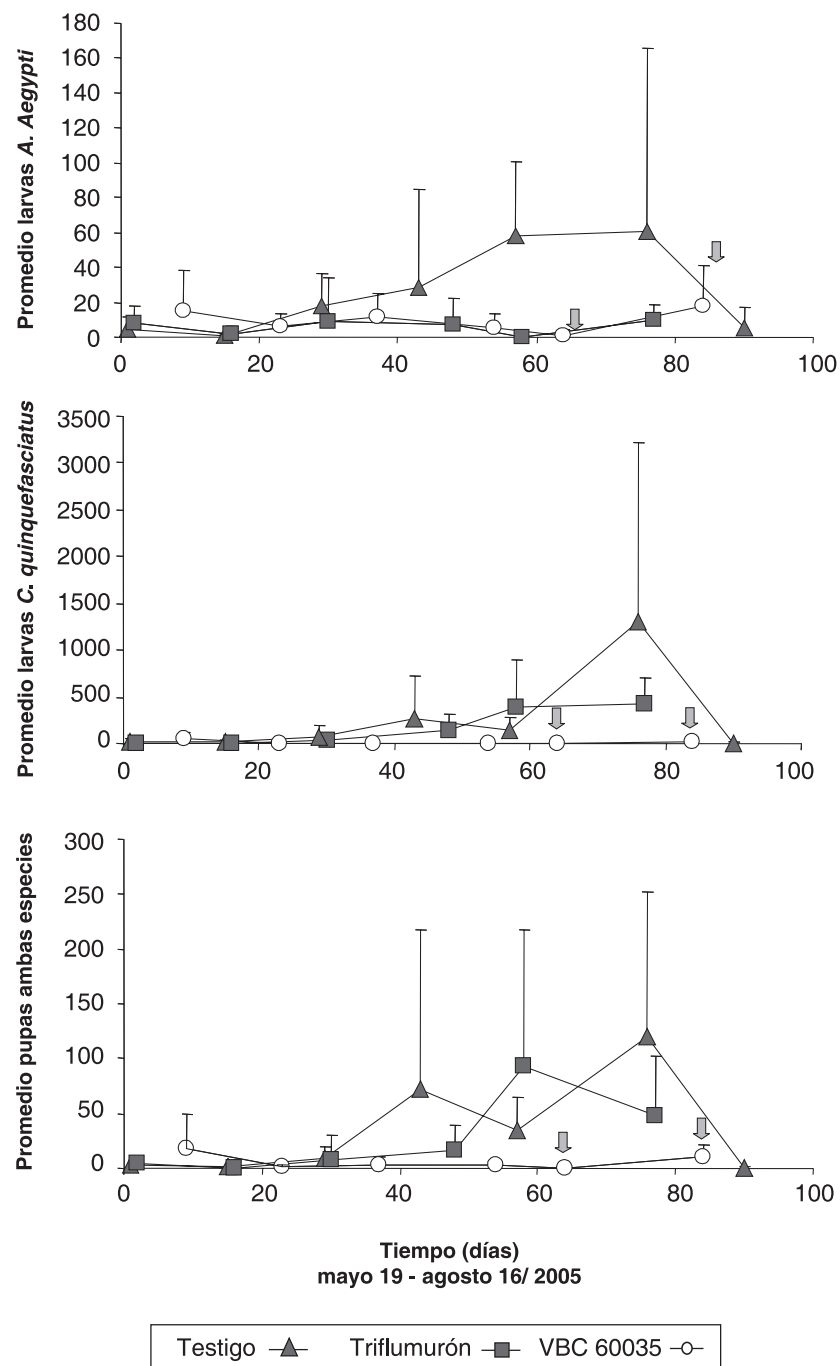 Promedio larvas A. Aegypti
180
160
140
120
100
80
60
40
20
0
0 20 40 60 80 100
Promedio larvas C. quinquefasciatus
3500
3000
2500
2000
1500
1000
500
0
0 20 40 60 80 100
Promedio pupas ambas especies
300
250
200
150
100
50
0
0 20 40 60 80 100
Tiempo (días)
mayo 19 - agosto 16/ 2005
Testigo Triflumurón VBC 60035